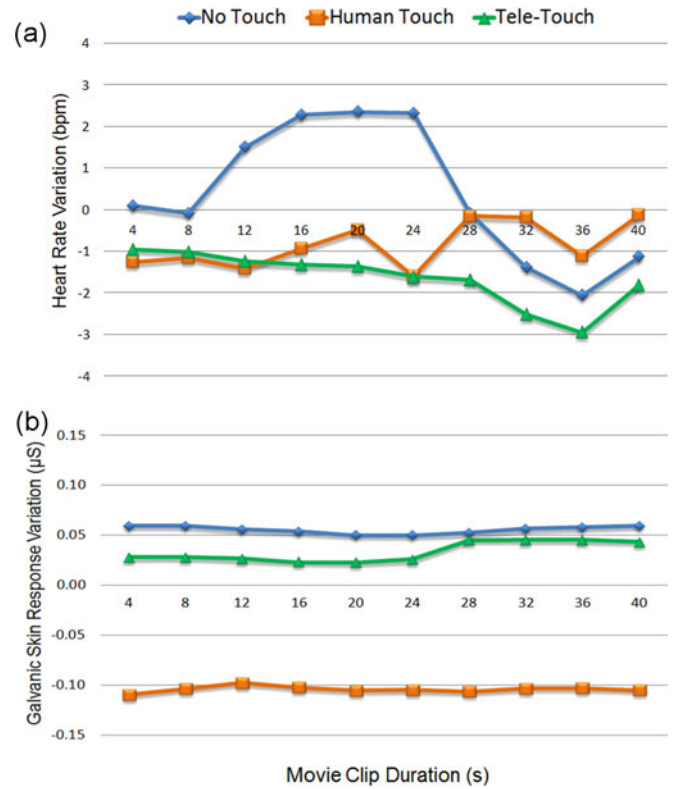 No Touch Human Touch Tele-Touch
(a)
Heart Rate Variation (bpm)
4
3
2
1
0
-1
-2
-3
-4
4 8 12 16 20 24 28 32 36 40
(b)
Galvanic Skin Response Variation (µS)
0.15
0.10
0.05
0.00
-0.05
-0.10
-0.15
4 8 12 16 20 24 28 32 36 40
Movie Clip Duration (s)